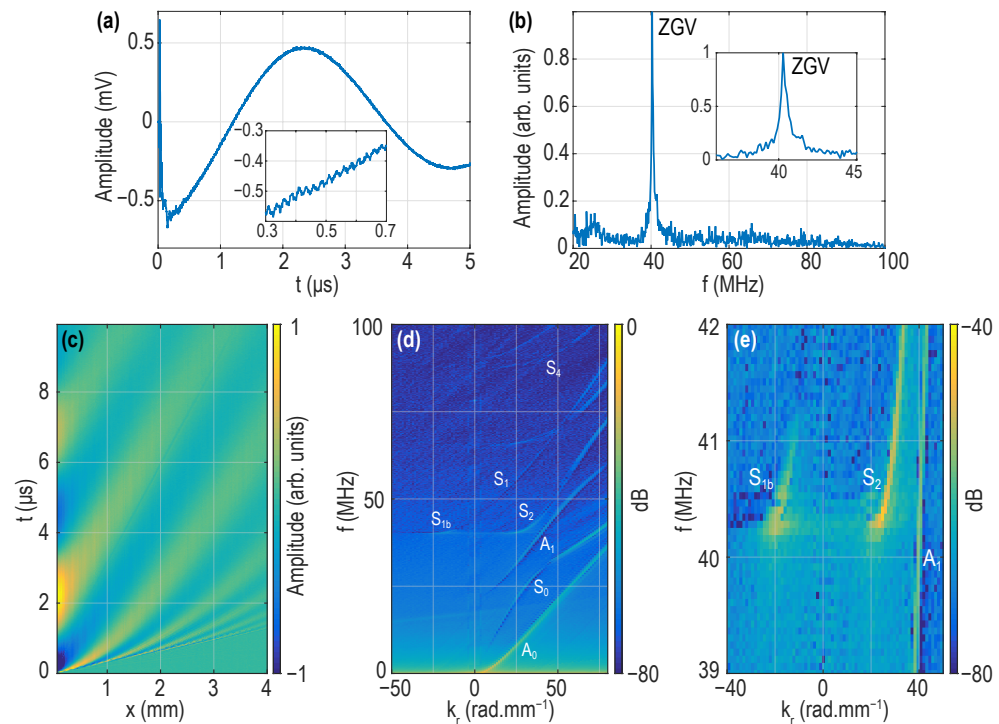 (a)
Amplitude (mV)
0.5
0
−0.5
−0.3
−0.4
−0.5
0.3 0.5 0.7
0 1 2 3 4 5
t (µs)
(b)
ZGV
Amplitude (arb. units)
1
0.8
0.6
0.4
0.2
0
1
ZGV
0.5
0
40 45
20 40 60 80 100
f (MHz)
(c)
t (µs)
8
6
4
2
0
0 1 2 3 4
x (mm)
1
Amplitude (arb. units)
−1
(d)
f (MHz)
100
50
0
S4
S1
S2
S1b
A1
S0
A0
−50 0 50
kr (rad.mm−1)
0
dB
−80
(e)
f (MHz)
42
41
40
39
S1b
S2
A1
−40 0 40
kr (rad.mm−1)
−40
dB
−80